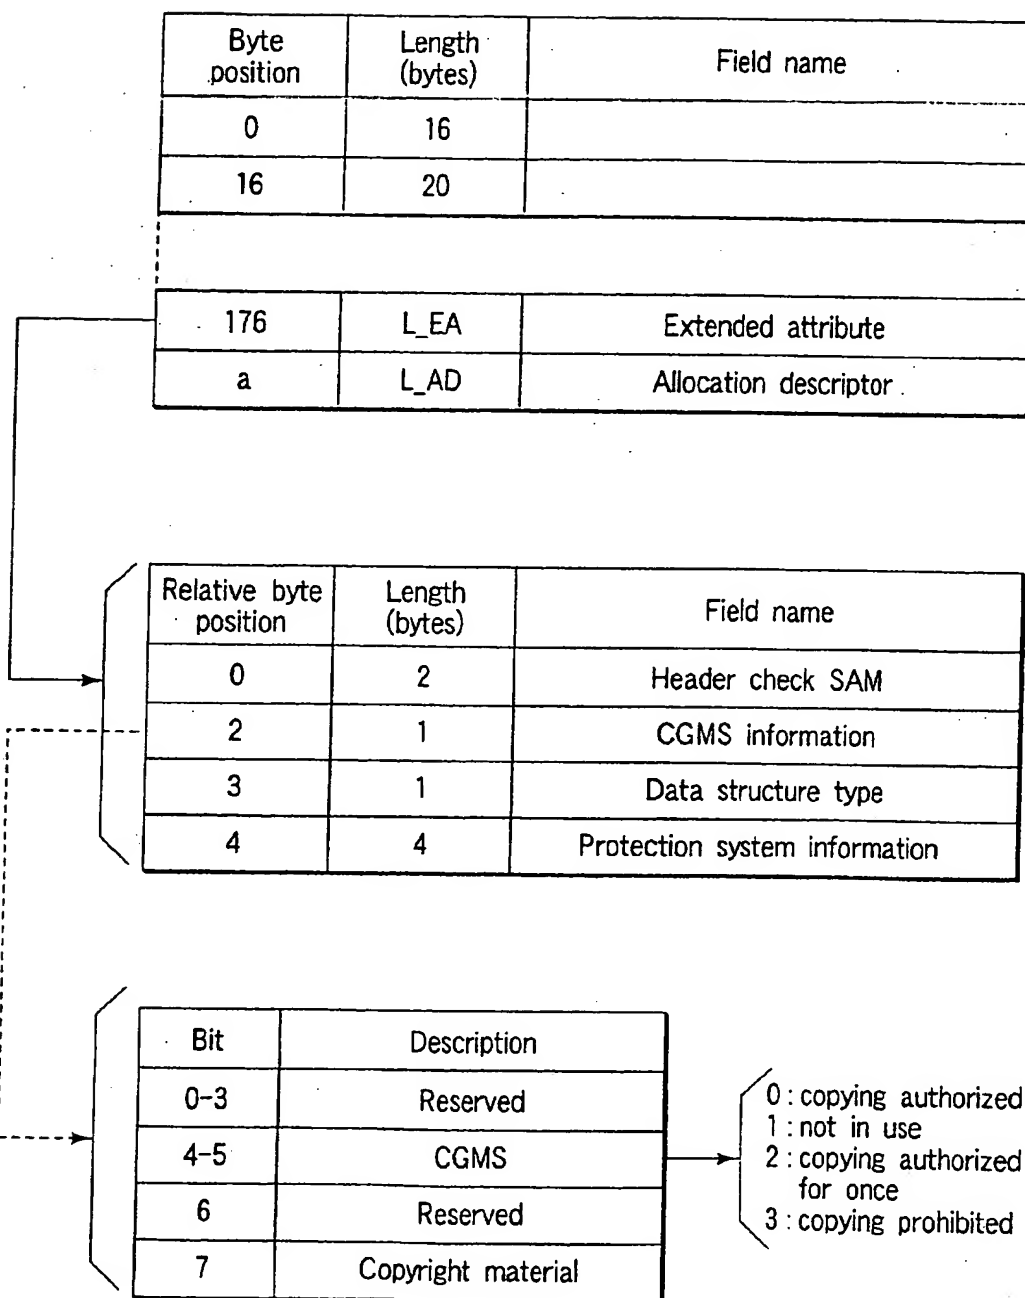 Byte position Length (bytes) Field name
0 16
16 20
176 L_EA Extended attribute
a L_AD Allocation descriptor
Relative byte position Length (bytes) Field name
0 2 Header check SAM
2 1 CGMS information
3 1 Data structure type
4 4 Protection system information
Bit Description
0-3 Reserved
4-5 CGMS
6 Reserved
7 Copyright material
0 : copying authorized
1 : not in use
2 : copying authorized
for once
3 : copying prohibited